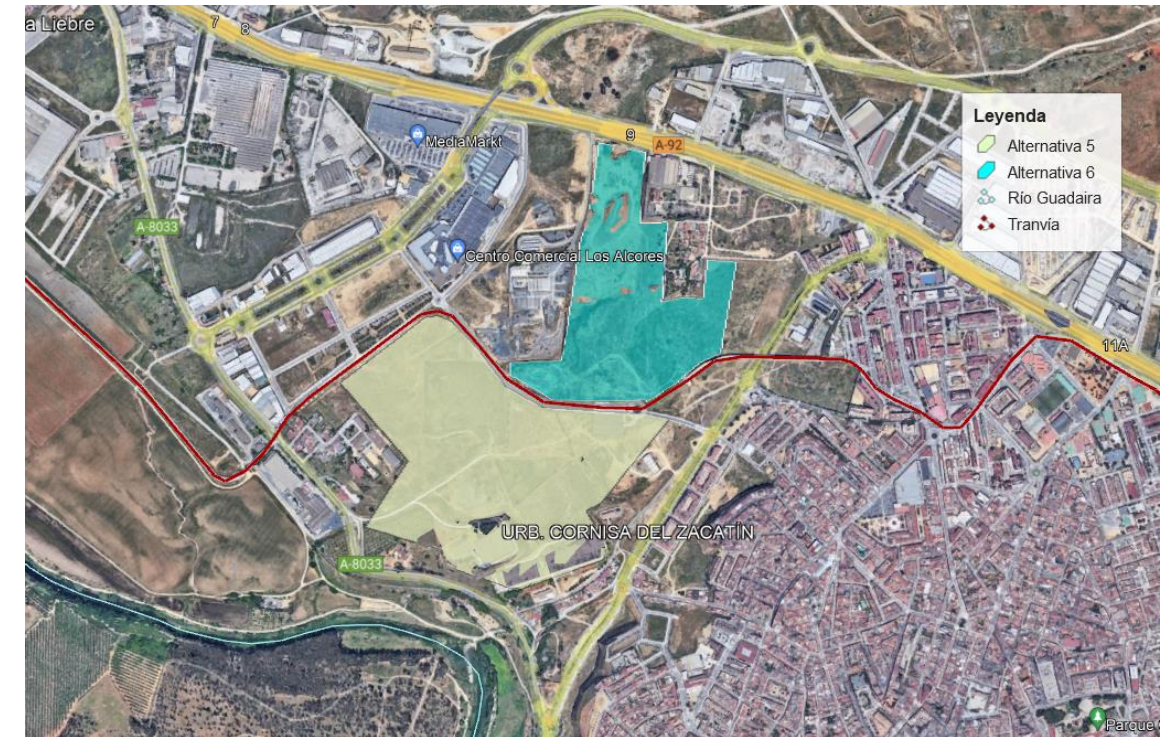 a Liebre
7
8
9
A-92
MediaMarkt
Leyenda
Alternativa 5
Alternativa 6
Río Guadaira
Tranvía
A-8033
Centro Comercial Los Alcores
11A
URB. CORNISA DEL ZACATÍN
A-8033
Parque